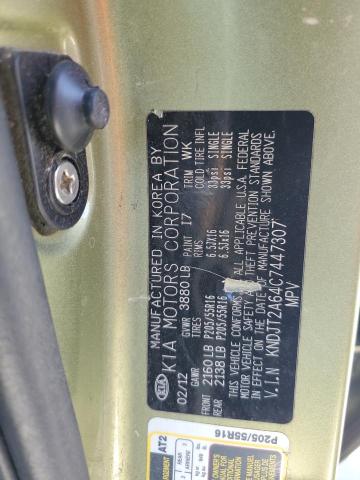 MANUFACTURED IN KOREA BY
KIA MOTORS CORPORATION
KIA
02/12 GVWR 3880 LB PAINT I7 TRIM WK
GAWR TIRES RIMS COLD TIRE INFL
FRONT 2160 LB P205/55R16 6.5JX16 33psi SINGLE
REAR 2138 LB P205/55R16 6.5JX16 33psi SINGLE
THIS VEHICLE CONFORMS TO ALL APPLICABLE U.S.A. FEDERAL
MOTOR VEHICLE SAFETY AND THEFT PREVENTION STANDARDS
IN EFFECT ON THE DATE OF MANUFACTURE SHOWN ABOVE.
V.I.N KNDJT2A64C7447307
MPV
P205/55R16
AT2